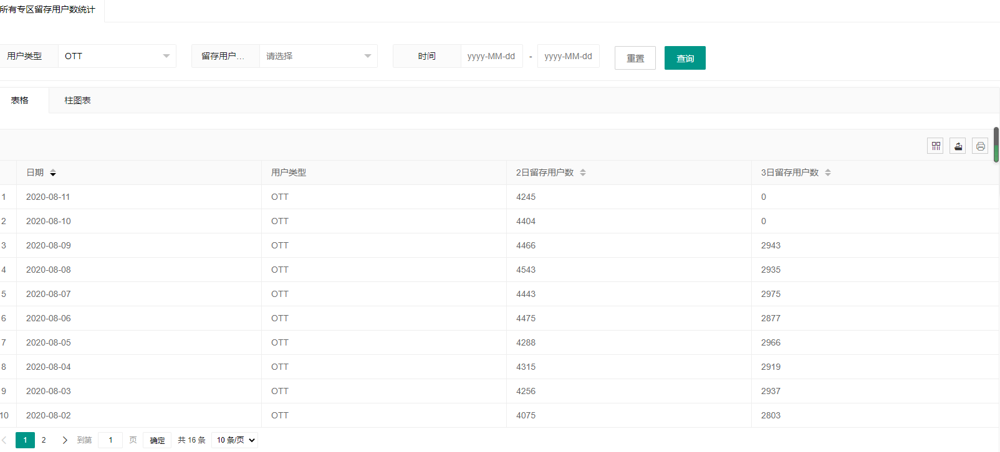 所有专区留存用户数统计
用户类型 OTT 留存用户... 请选择 时间 yyyy-MM-dd - yyyy-MM-dd 重置 查询
表格 柱图表
日期 用户类型 2日留存用户数 3日留存用户数
1 2020-08-11 OTT 4245 0
2 2020-08-10 OTT 4404 0
3 2020-08-09 OTT 4466 2943
4 2020-08-08 OTT 4543 2935
5 2020-08-07 OTT 4443 2975
6 2020-08-06 OTT 4475 2877
7 2020-08-05 OTT 4288 2966
8 2020-08-04 OTT 4315 2919
9 2020-08-03 OTT 4256 2937
10 2020-08-02 OTT 4075 2803
1 2 到第 1 页 确定 共 16 条 10 条/页